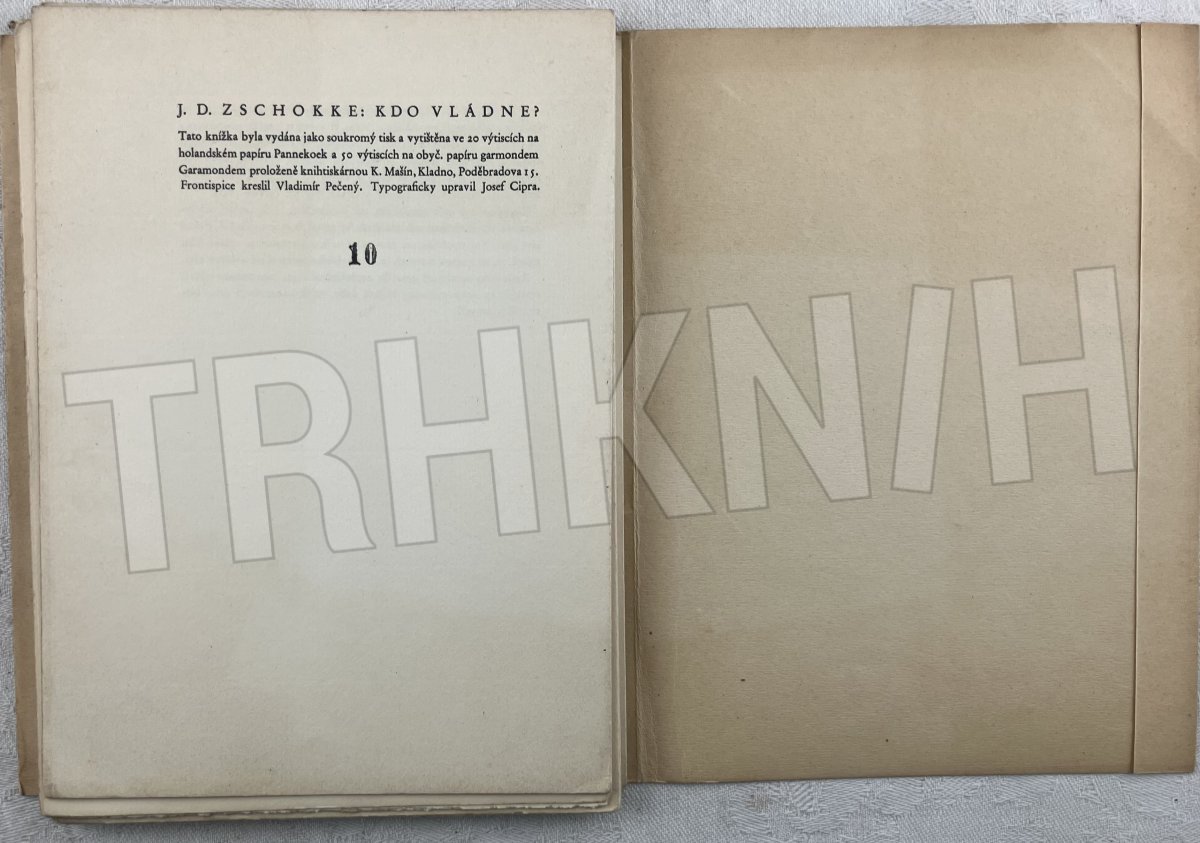 J. D. ZSCHOKKE: KDO VLÁDNE?
Tato knížka byla vydána jako soukromý tisk a vytištěna ve 20 výtiscích na
holandském papíru Pannekoek a 50 výtiscích na obyč. papíru garmondem
Garamondem proloženě knihtiskárnou K. Mašín, Kladno, Poděbradova 15.
Frontispice kreslil Vladimír Pečený. Typograficky upravil Josef Cipra.
10
TRHKNIH